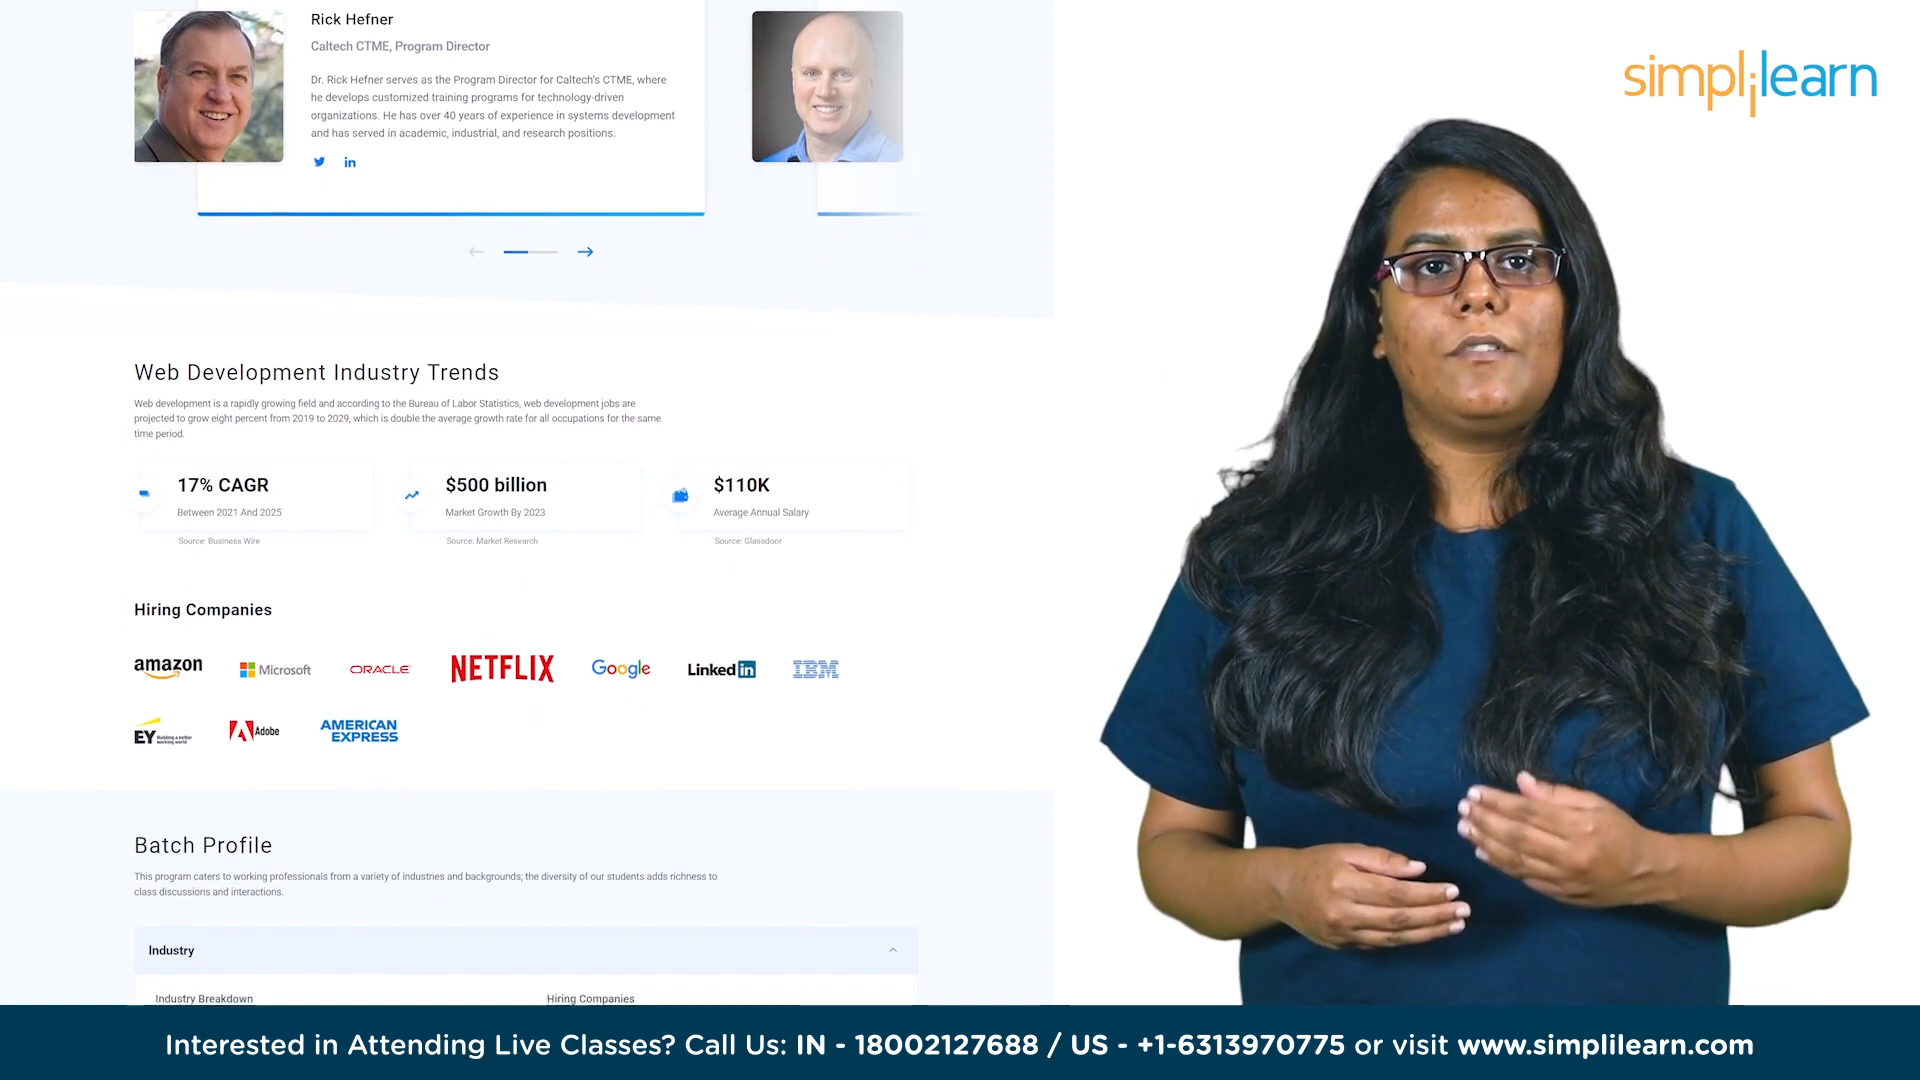 Rick Hefner
Caltech CTME, Program Director
Dr. Rick Hefner serves as the Program Director for Caltech's CTME, where
he develops customized training programs for technology-driven
organizations. He has over 40 years of experience in systems development
and has served in academic, industrial, and research positions.
simplilearn
Web Development Industry Trends
Web development is a rapidly growing field and according to the Bureau of Labor Statistics, web development jobs are
projected to grow eight percent from 2019 to 2029, which is double the average growth rate for all occupations for the same
time period.
17% CAGR
Between 2021 And 2025
Source: Business Wire
$500 billion
Market Growth By 2023
Source: Market Research
$110K
Average Annual Salary
Source: Glassdoor
Hiring Companies
amazon Microsoft ORACLE NETFLIX Google LinkedIn IBM
EY Building a better working world Adobe AMERICAN EXPRESS
Batch Profile
This program caters to working professionals from a variety of industries and backgrounds; the diversity of our students adds richness to
class discussions and interactions.
Industry
Industry Breakdown Hiring Companies
Interested in Attending Live Classes? Call Us: IN - 18002127688 / US - +1-6313970775 or visit www.simplilearn.com